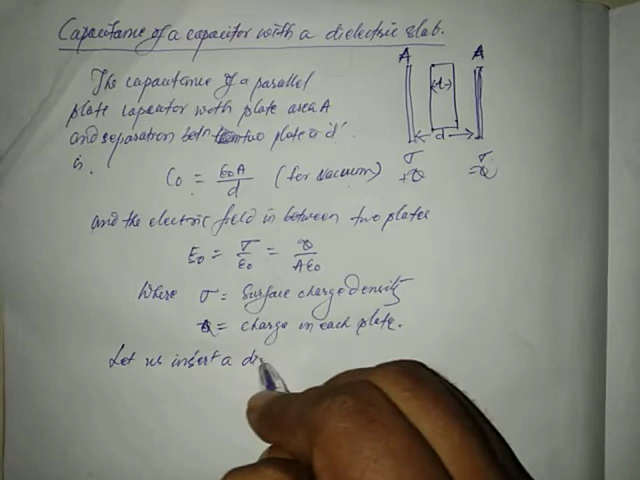 Capacitance of a capacitor with a dielectric slab.
The capacitance of a parallel
plate capacitor with plate area A
and separation betn two plate is 'd'
is.
C₀ = ε₀A/d (for vacuum)
A A
t
d
σ σ
+Q -Q
and the electric field in between two plates
E₀ = σ/ε₀ = Q/Aε₀
Where σ = Surface charge density
Q = charge in each plate.
Let us insert a di